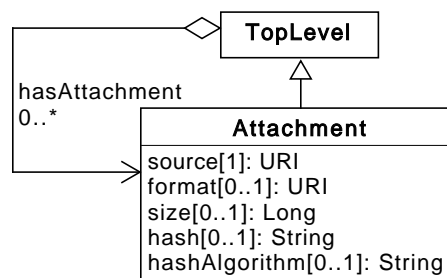 TopLevel
hasAttachment
0..*
Attachment
source[1]: URI
format[0..1]: URI
size[0..1]: Long
hash[0..1]: String
hashAlgorithm[0..1]: String